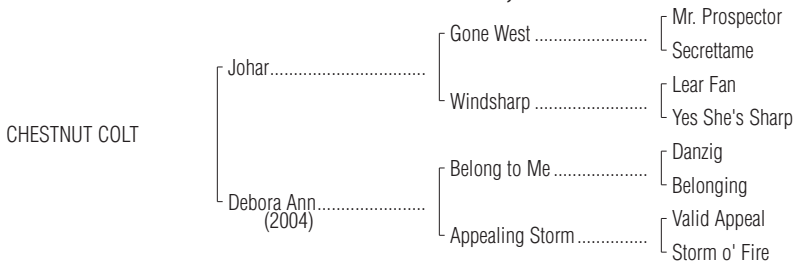 Mr. Prospector
Gone West ........................
Secrettame
Johar................................
Lear Fan
Windsharp ........................
Yes She's Sharp
CHESTNUT COLT
Danzig
Belong to Me ....................
Belonging
Debora Ann.......................
(2004)
Valid Appeal
Appealing Storm...............
Storm o' Fire